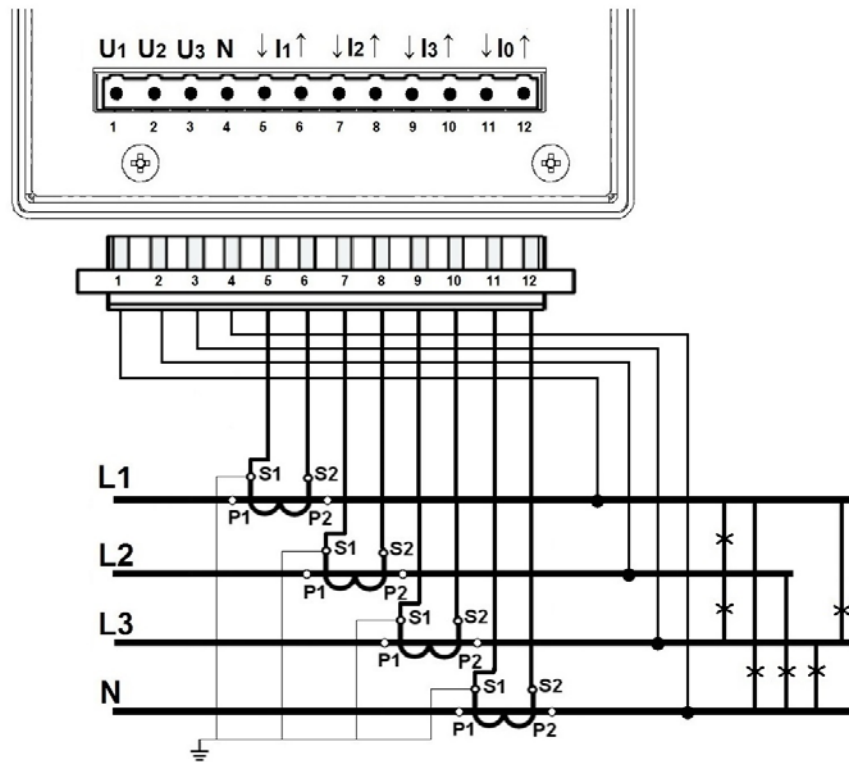 U1 U2 U3 N ↓ I1 ↑ ↓ I2 ↑ ↓ I3 ↑ ↓ I0 ↑
1 2 3 4 5 6 7 8 9 10 11 12
1 2 3 4 5 6 7 8 9 10 11 12
S1 S2
L1
P1 P2
S1 S2
L2
P1 P2
S1 S2
L3
P1 P2
S1 S2
N
P1 P2